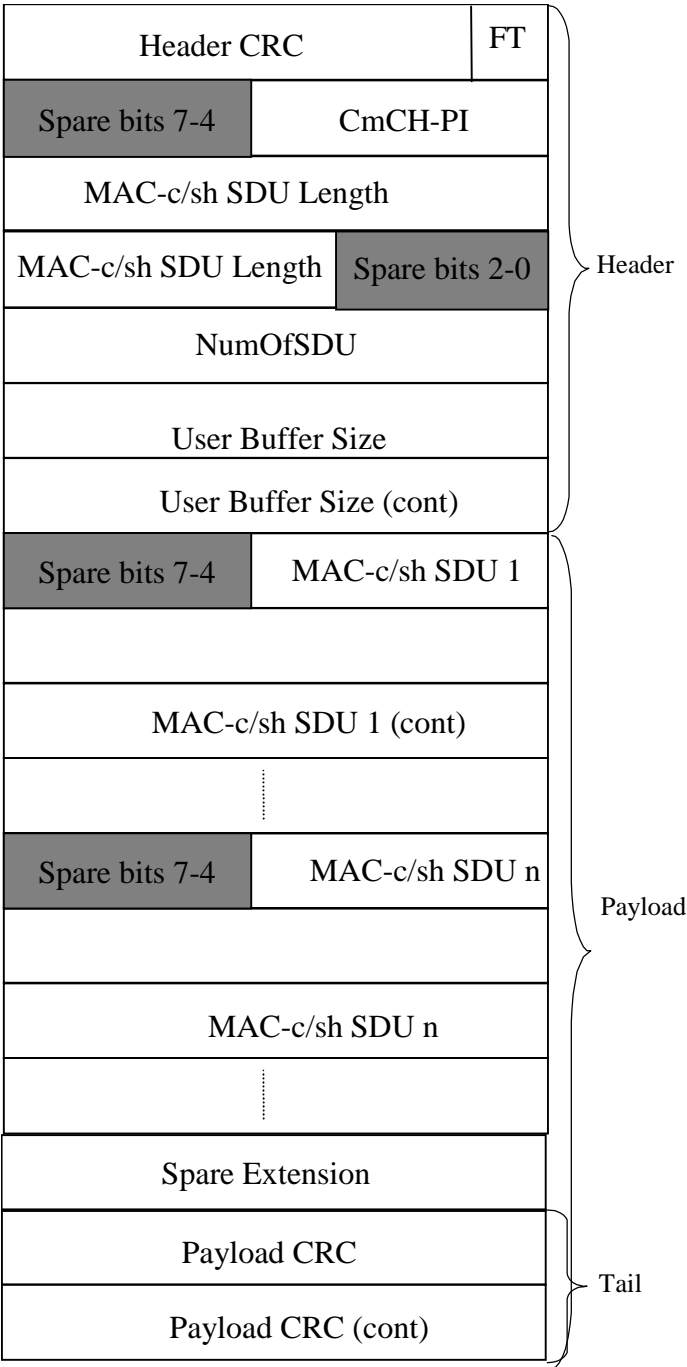 Header CRC FT
Spare bits 7-4 CmCH-PI
MAC-c/sh SDU Length
MAC-c/sh SDU Length Spare bits 2-0
Header
NumOfSDU
User Buffer Size
User Buffer Size (cont)
Spare bits 7-4 MAC-c/sh SDU 1
MAC-c/sh SDU 1 (cont)
Spare bits 7-4 MAC-c/sh SDU n
Payload
MAC-c/sh SDU n
Spare Extension
Payload CRC
Tail
Payload CRC (cont)